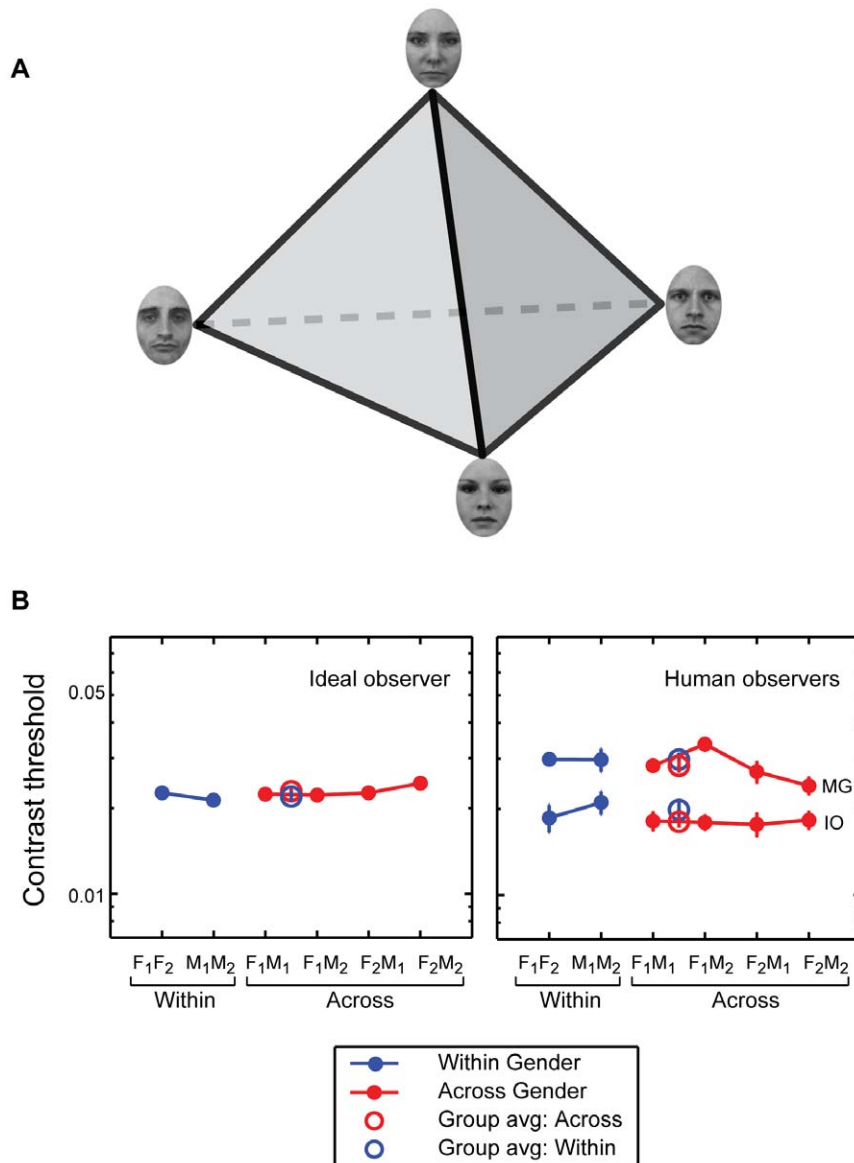 A
B
Contrast threshold
0.05
0.01
Ideal observer
Human observers
MG
IO
F₁F₂ M₁M₂ F₁M₁ F₁M₂ F₂M₁ F₂M₂
Within Across
F₁F₂ M₁M₂ F₁M₁ F₁M₂ F₂M₁ F₂M₂
Within Across
Within Gender
Across Gender
Group avg: Across
Group avg: Within